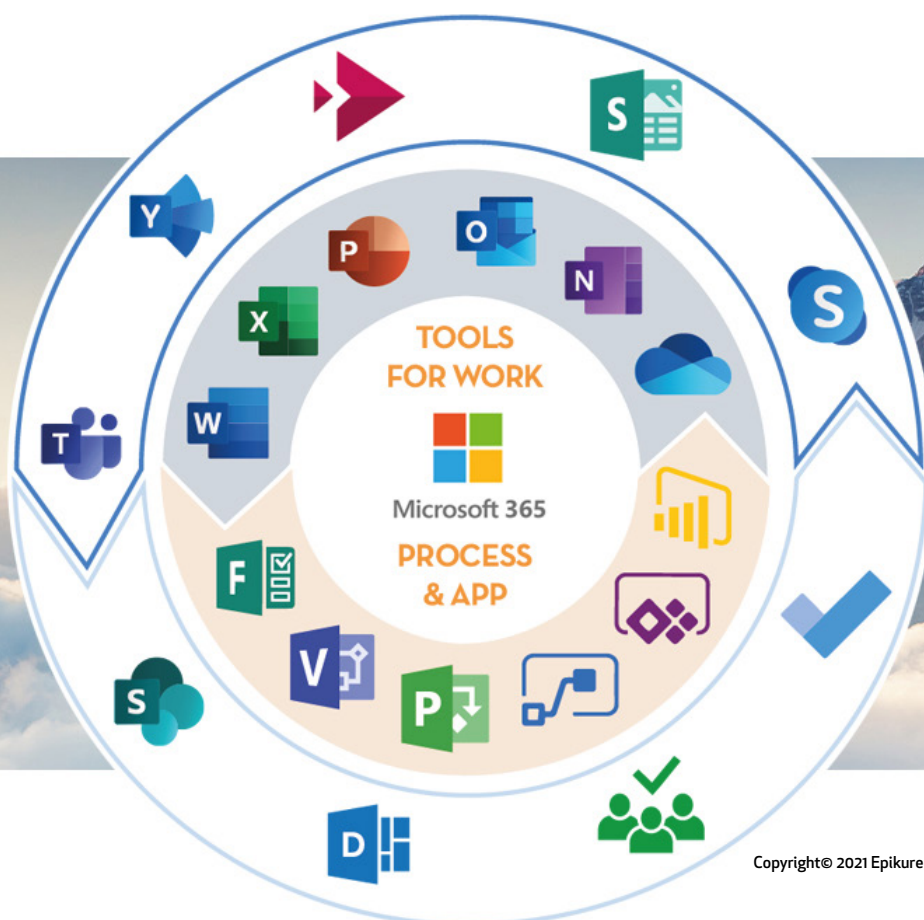 S
Y
P
O
N
X
S
TOOLS
FOR WORK
W
T
Microsoft 365
PROCESS
& APP
F
V
P
S
D
Copyright© 2021 Epikure